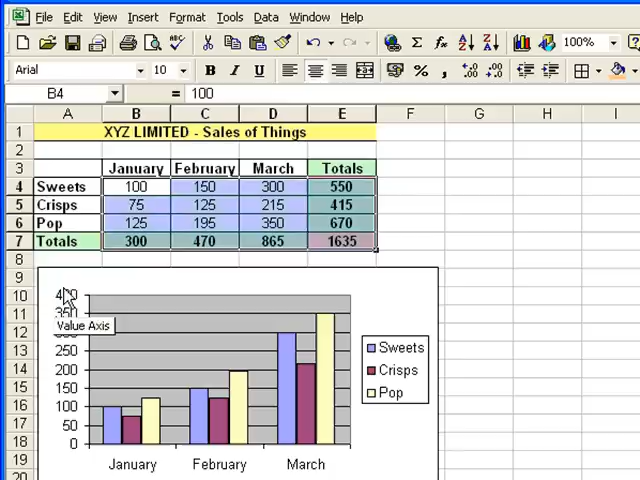 File Edit View Insert Format Tools Data Window Help
Σ fx 100%
Arial 10 B I U % ,
B4 = 100
A B C D E F G H I
1 XYZ LIMITED - Sales of Things
2
3 January February March Totals
4 Sweets 100 150 300 550
5 Crisps 75 125 215 415
6 Pop 125 195 350 670
7 Totals 300 470 865 1635
8
9
10
11
12
13
14
15
16
17
18
19
20
350
Value Axis
300
250
200
150
100
50
0
January February March
Sweets
Crisps
Pop